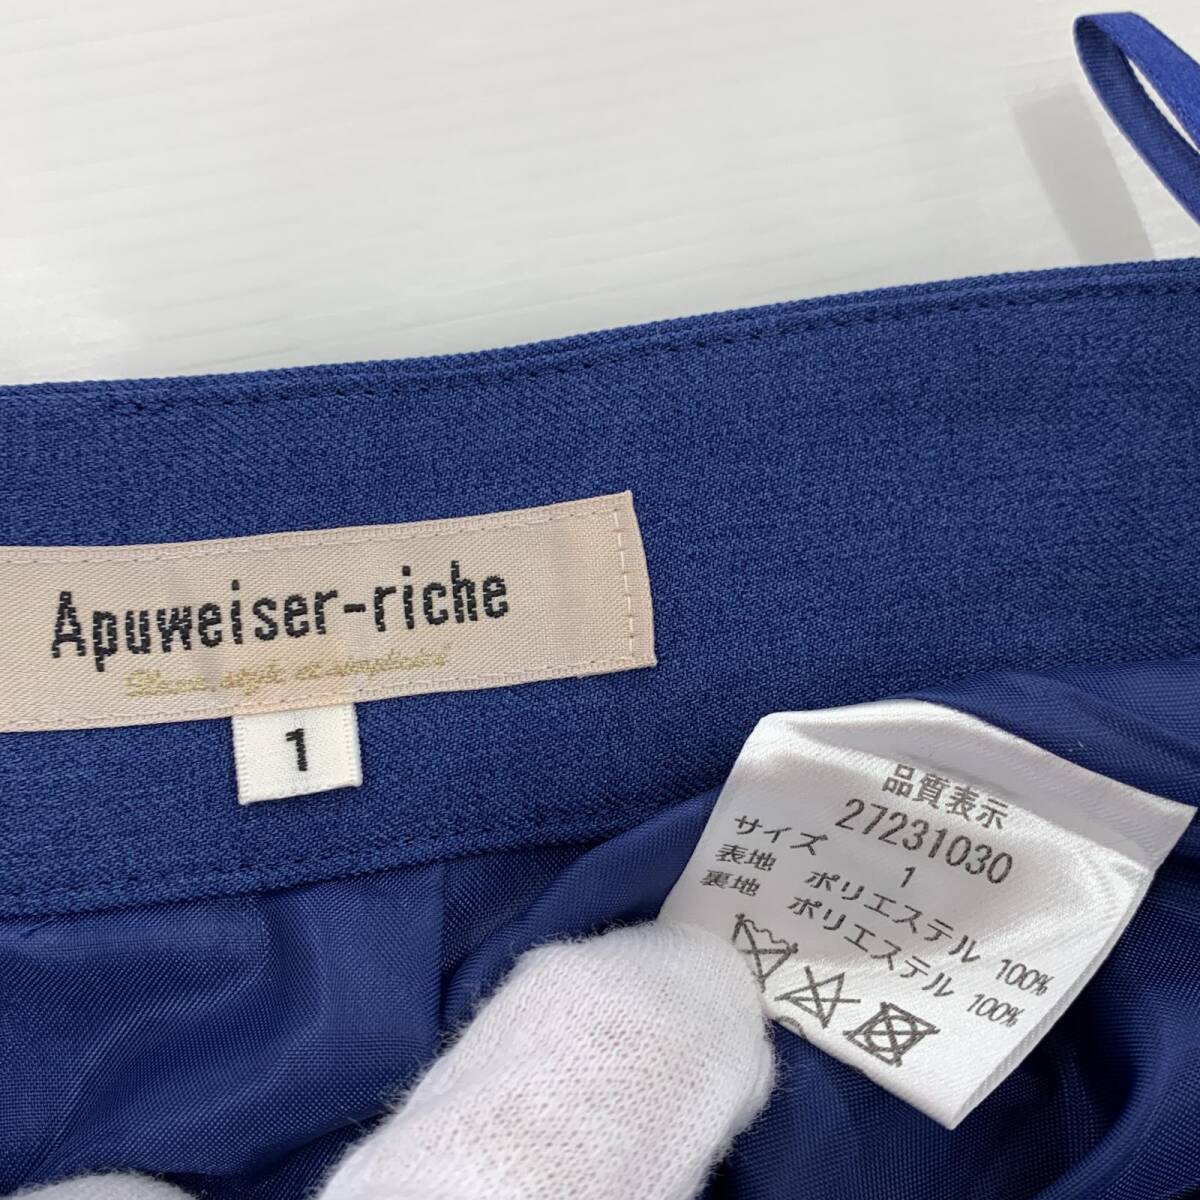 Apuweiser-riche
1
品質表示
27231030
サイズ 1
表地 ポリエステル 100%
裏地 ポリエステル 100%